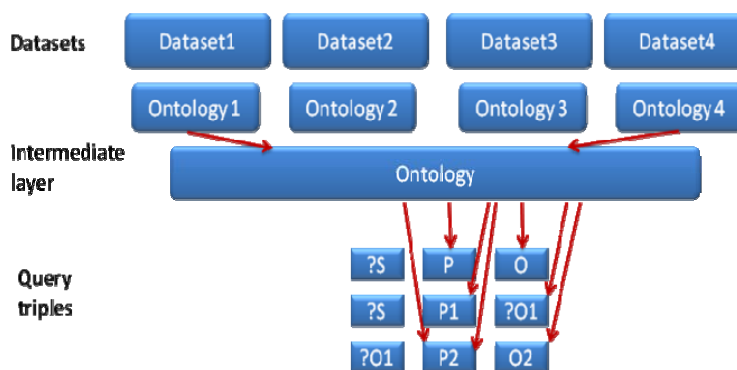 Datasets
Dataset1
Dataset2
Dataset3
Dataset4
Ontology 1
Ontology 2
Ontology 3
Ontology 4
Intermediate
layer
Ontology
Query
triples
?S
P
O
?S
P1
?O1
?O1
P2
O2